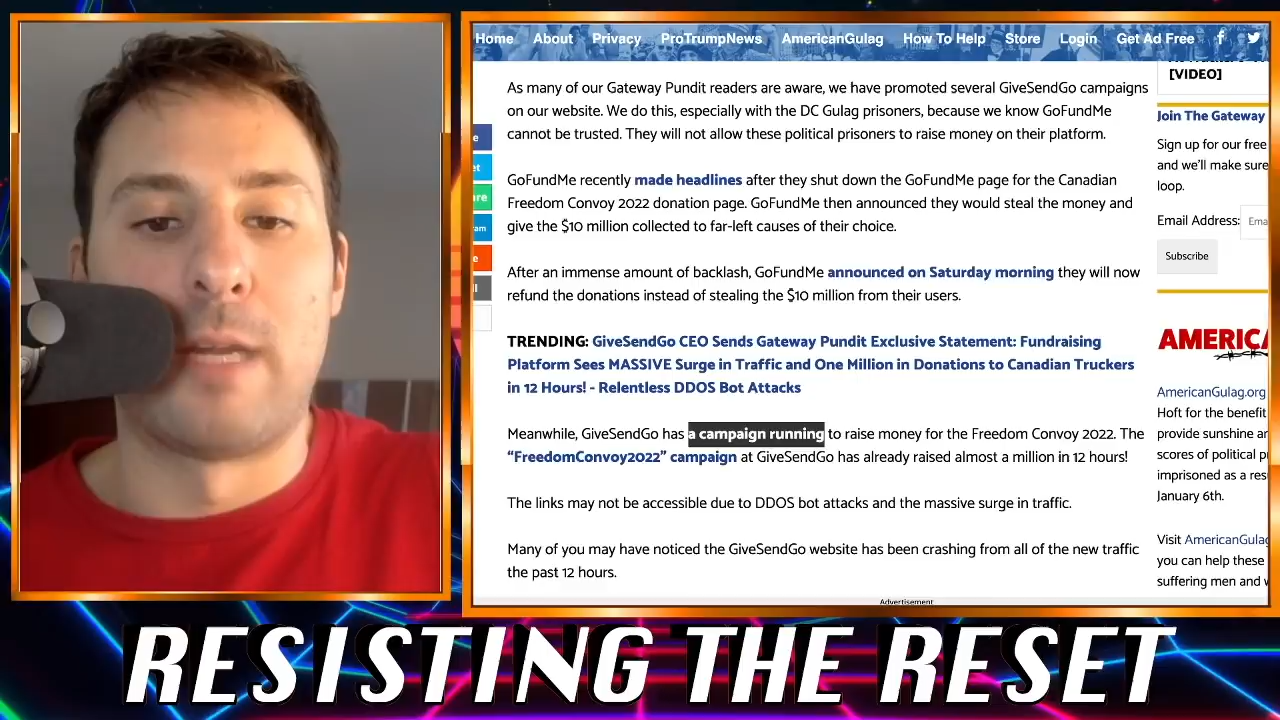 Home About Privacy ProTrumpNews AmericanGulag How To Help Store Login Get Ad Free
As many of our Gateway Pundit readers are aware, we have promoted several GiveSendGo campaigns
on our website. We do this, especially with the DC Gulag prisoners, because we know GoFundMe
cannot be trusted. They will not allow these political prisoners to raise money on their platform.
GoFundMe recently made headlines after they shut down the GoFundMe page for the Canadian
Freedom Convoy 2022 donation page. GoFundMe then announced they would steal the money and
give the $10 million collected to far-left causes of their choice.
After an immense amount of backlash, GoFundMe announced on Saturday morning they will now
refund the donations instead of stealing the $10 million from their users.
TRENDING: GiveSendGo CEO Sends Gateway Pundit Exclusive Statement: Fundraising
Platform Sees MASSIVE Surge in Traffic and One Million in Donations to Canadian Truckers
in 12 Hours! - Relentless DDOS Bot Attacks
Meanwhile, GiveSendGo has a campaign running to raise money for the Freedom Convoy 2022. The
“FreedomConvoy2022” campaign at GiveSendGo has already raised almost a million in 12 hours!
The links may not be accessible due to DDOS bot attacks and the massive surge in traffic.
Many of you may have noticed the GiveSendGo website has been crashing from all of the new traffic
the past 12 hours.
Advertisement
[VIDEO]
Join The Gateway
Sign up for our free
and we'll make sure
loop.
Email Address: Ema
Subscribe
AMERICA
AmericanGulag.org
Hoft for the benefit
provide sunshine an
scores of political p
imprisoned as a res
January 6th.
Visit AmericanGulag
you can help these
suffering men and w
RESISTING THE RESET